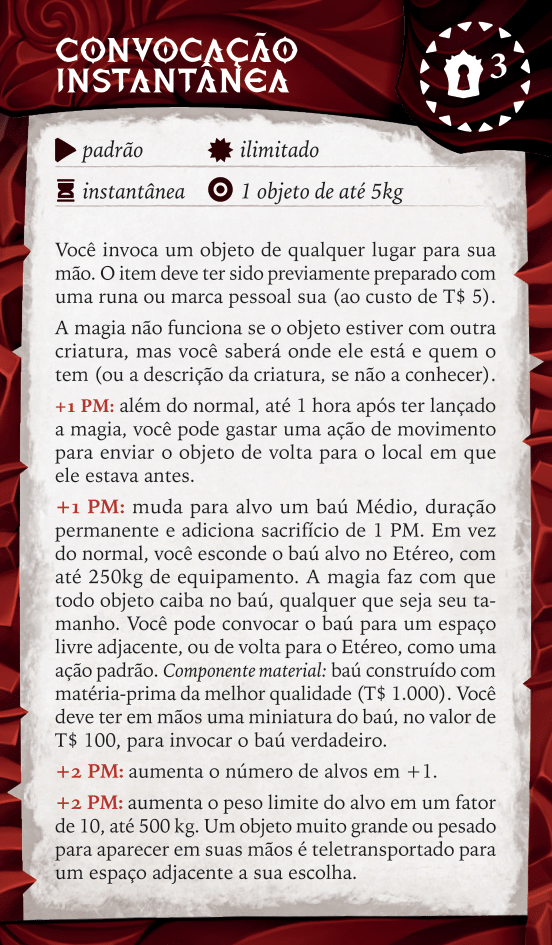 CONVOCAÇÃO
INSTANTÂNEA
3
padrão ilimitado
instantânea 1 objeto de até 5kg
Você invoca um objeto de qualquer lugar para sua
mão. O item deve ter sido previamente preparado com
uma runa ou marca pessoal sua (ao custo de T$ 5).
A magia não funciona se o objeto estiver com outra
criatura, mas você saberá onde ele está e quem o
tem (ou a descrição da criatura, se não a conhecer).
+1 PM: além do normal, até 1 hora após ter lançado
a magia, você pode gastar uma ação de movimento
para enviar o objeto de volta para o local em que
ele estava antes.
+1 PM: muda para alvo um baú Médio, duração
permanente e adiciona sacrifício de 1 PM. Em vez
do normal, você esconde o baú alvo no Etéreo, com
até 250kg de equipamento. A magia faz com que
todo objeto caiba no baú, qualquer que seja seu ta-
manho. Você pode convocar o baú para um espaço
livre adjacente, ou de volta para o Etéreo, como uma
ação padrão. Componente material: baú construído com
matéria-prima da melhor qualidade (T$ 1.000). Você
deve ter em mãos uma miniatura do baú, no valor de
T$ 100, para invocar o baú verdadeiro.
+2 PM: aumenta o número de alvos em +1.
+2 PM: aumenta o peso limite do alvo em um fator
de 10, até 500 kg. Um objeto muito grande ou pesado
para aparecer em suas mãos é teletransportado para
um espaço adjacente a sua escolha.